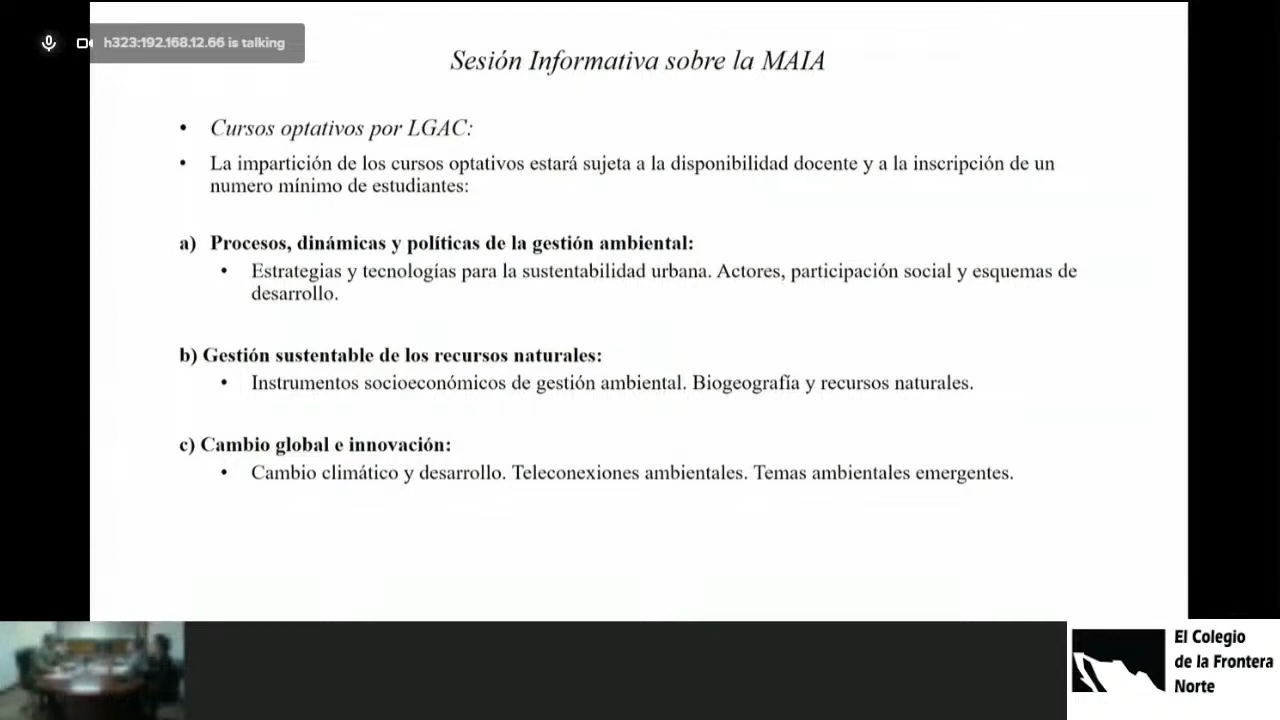 h323:192.168.12.66 is talking
Sesión Informativa sobre la MAIA
• Cursos optativos por LGAC:
• La impartición de los cursos optativos estará sujeta a la disponibilidad docente y a la inscripción de un
numero mínimo de estudiantes:
a) Procesos, dinámicas y políticas de la gestión ambiental:
• Estrategias y tecnologías para la sustentabilidad urbana. Actores, participación social y esquemas de
desarrollo.
b) Gestión sustentable de los recursos naturales:
• Instrumentos socioeconómicos de gestión ambiental. Biogeografía y recursos naturales.
c) Cambio global e innovación:
• Cambio climático y desarrollo. Teleconexiones ambientales. Temas ambientales emergentes.
El Colegio
de la Frontera
Norte